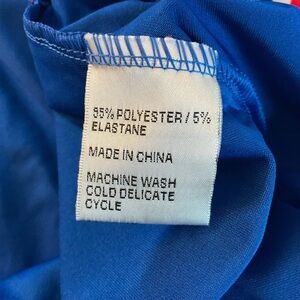 95% POLYESTER / 5%
ELASTANE
MADE IN CHINA
MACHINE WASH
COLD DELICATE
CYCLE